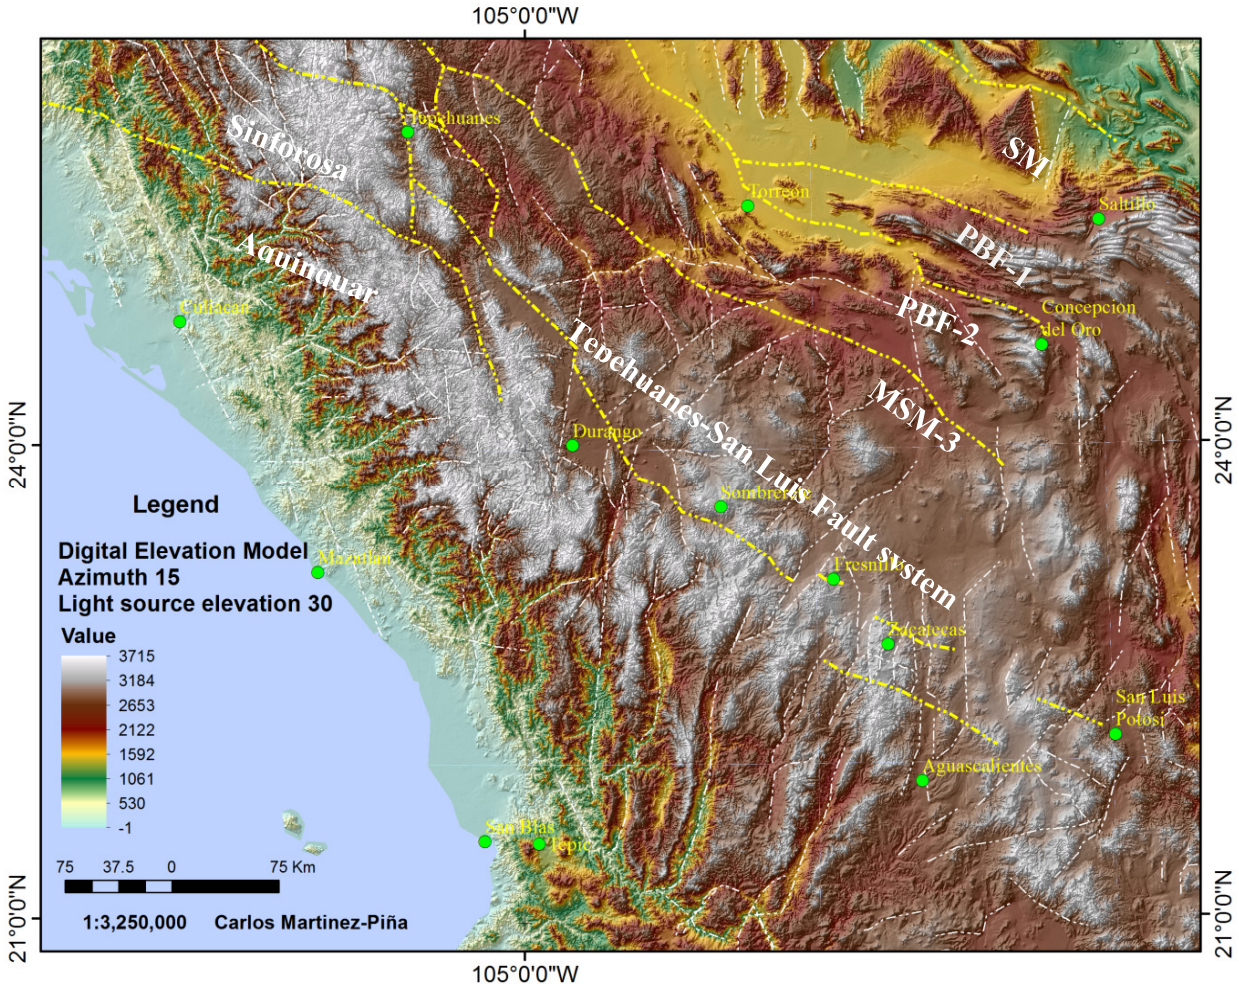 105°0'0"W
Tepehuanes
Sinforosa
SM
Torreón
Saltillo
Aquinquar
PBF-1
Culiacan
PBF-2
Concepcion
del Oro
Tepehuanes-San Luis Fault system
MSM-3
24°0'0"N
24°0'0"N
Durango
Sombrerete
Legend
Digital Elevation Model
Azimuth 15
Light source elevation 30
Value
3715
3184
2653
2122
1592
1061
530
-1
Mazatlan
Fresnillo
Zacatecas
San Luis
Potosi
Aguascalientes
San Blas
Tepic
75 37.5 0 75 Km
1:3,250,000 Carlos Martinez-Piña
21°0'0"N
21°0'0"N
105°0'0"W